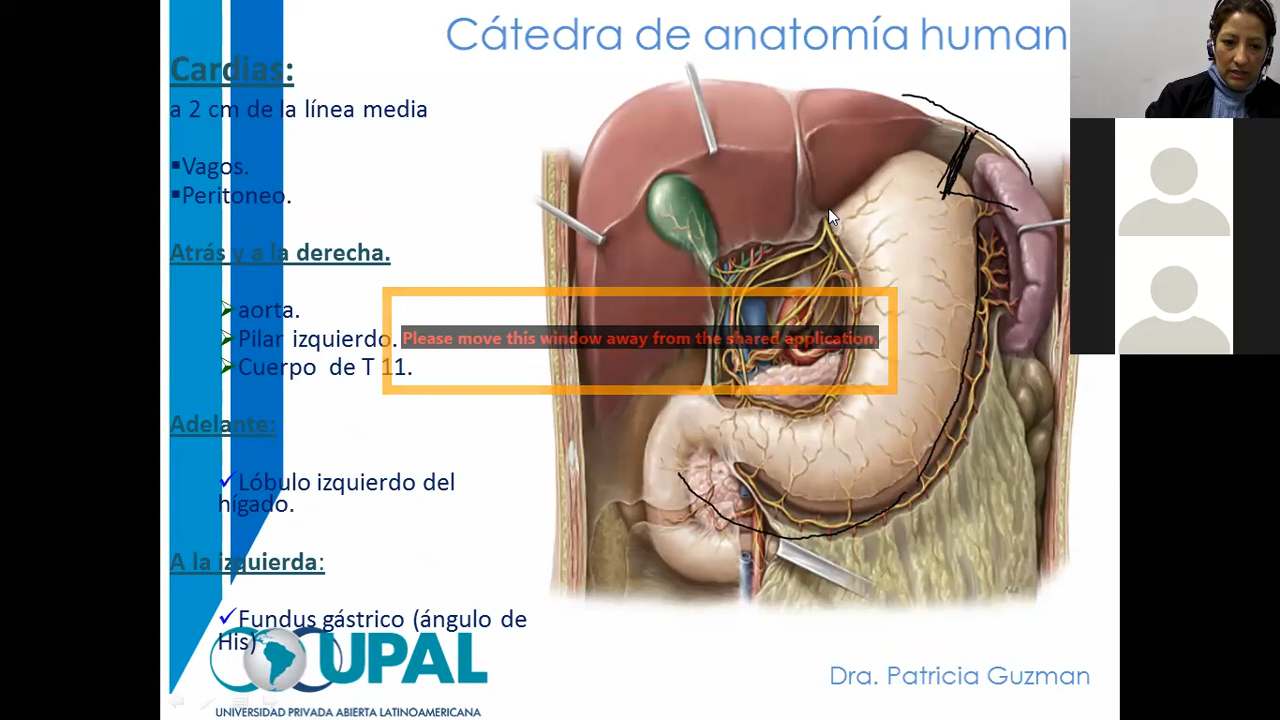 Cátedra de anatomía human
Cardias:
a 2 cm de la línea media
▪Vagos.
▪Peritoneo.
Atrás y a la derecha.
➢aorta.
➢Pilar izquierdo.
➢Cuerpo de T 11.
Please move this window away from the shared application.
Adelante:
✓Lóbulo izquierdo del
hígado.
A la izquierda:
✓Fundus gástrico (ángulo de
His)
UPAL
UNIVERSIDAD PRIVADA ABIERTA LATINOAMERICANA
Dra. Patricia Guzman